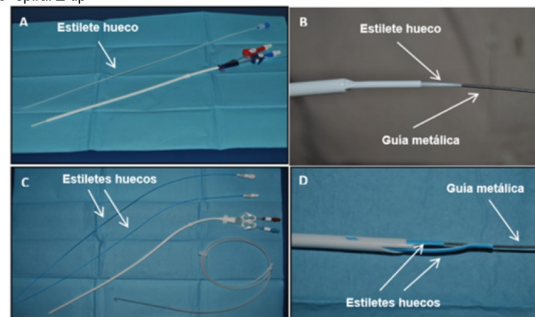 A
Estilete hueco
B
Estilete hueco
Guía metálica
C
Estiletes huecos
D
Guía metálica
Estiletes huecos